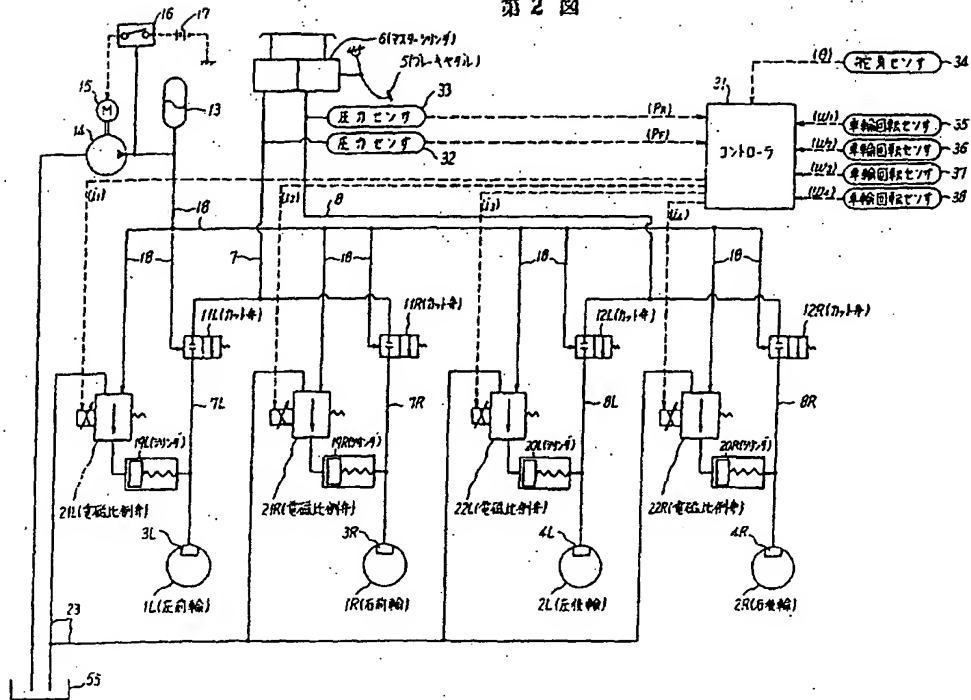 第2図
16
17
6(マスターシリンダ)
5(ブレーキペダル)
15
M
14
13
圧力センサ
33
圧力センサ
32
(PR)
(PF)
31
コントローラ
(θ)
舵角センサ
34
(ω1)
車輪回転センサ
35
(ω2)
車輪回転センサ
36
(ω3)
車輪回転センサ
37
(ω4)
車輪回転センサ
38
(i1)
(i2)
(i3)
(i4)
18
8
18
18
18
7
18
18
18
18
11L(カット弁)
11R(カット弁)
12L(カット弁)
12R(カット弁)
7L
7R
8L
8R
19L(シリンダ)
19R(シリンダ)
20L(シリンダ)
20R(シリンダ)
21L(電磁比例弁)
21R(電磁比例弁)
22L(電磁比例弁)
22R(電磁比例弁)
3L
3R
4L
4R
1L(左前輪)
1R(右前輪)
2L(左後輪)
2R(右後輪)
23
55